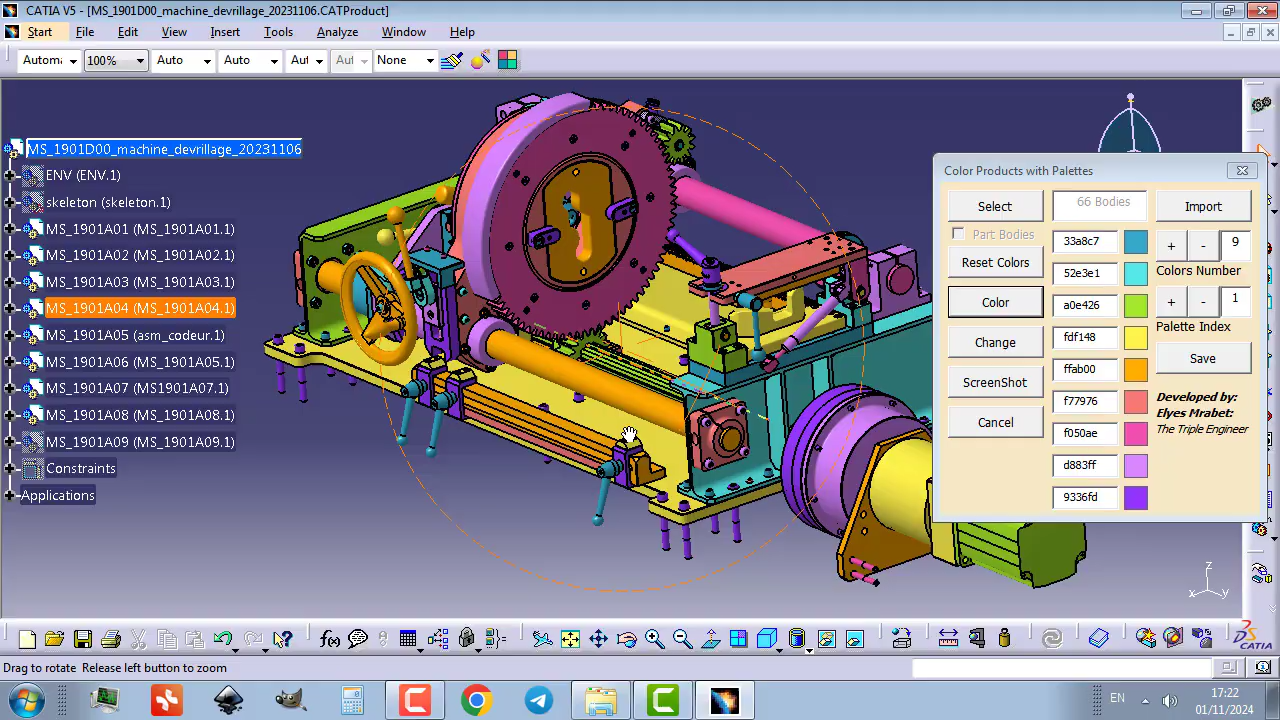 CATIA V5 - [MS_1901D00_machine_devrillage_20231106.CATProduct]
Start File Edit View Insert Tools Analyze Window Help
Automa 100% Auto Auto Aut Aut None
MS_1901D00_machine_devrillage_20231106
ENV (ENV.1)
skeleton (skeleton.1)
MS_1901A01 (MS_1901A01.1)
MS_1901A02 (MS_1901A02.1)
MS_1901A03 (MS_1901A03.1)
MS_1901A04 (MS_1901A04.1)
MS_1901A05 (asm_codeur.1)
MS_1901A06 (MS_1901A05.1)
MS_1901A07 (MS1901A07.1)
MS_1901A08 (MS_1901A08.1)
MS_1901A09 (MS_1901A09.1)
Constraints
Applications
Color Products with Palettes
Select 66 Bodies Import
Part Bodies 33a8c7 + - 9
Reset Colors 52e3e1 Colors Number
Color a0e426 + - 1
Change fdf148 Palette Index
ScreenShot ffab00 Save
Cancel f77976 Developed by:
Elyes Mrabet:
f050ae The Triple Engineer
d883ff
9336fd
z
x y
f(x)
DS
CATIA
Drag to rotate Release left button to zoom
EN 17:22
01/11/2024